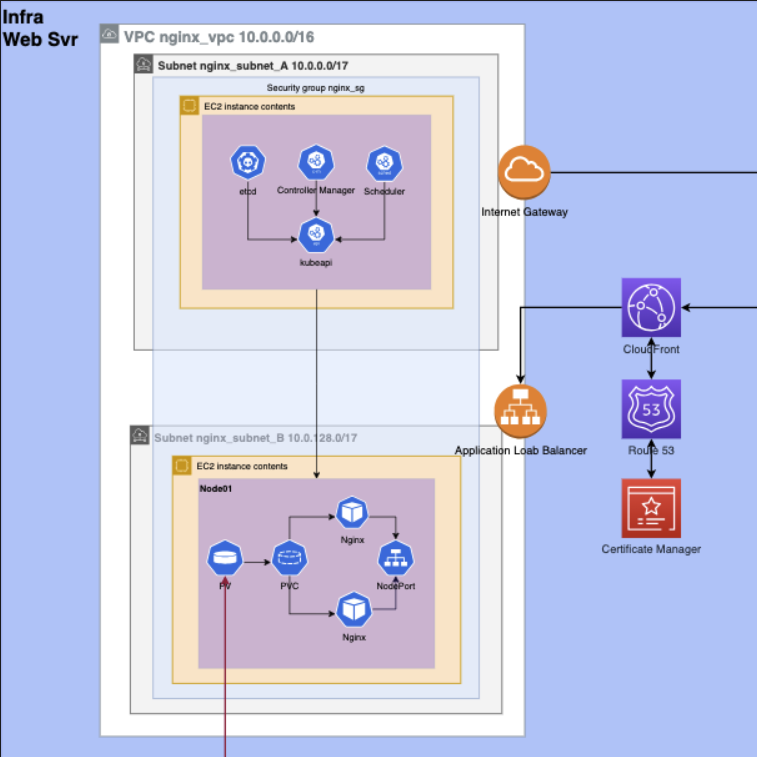 Infra
Web Svr
VPC nginx_vpc 10.0.0.0/16
Subnet nginx_subnet_A 10.0.0.0/17
Security group nginx_sg
EC2 instance contents
etcd
Controller Manager
Scheduler
kubeapi
Internet Gateway
CloudFront
Subnet nginx_subnet_B 10.0.128.0/17
Application Loab Balancer
53
Route 53
EC2 instance contents
Node01
Nginx
PV
PVC
NodePort
Nginx
Certificate Manager